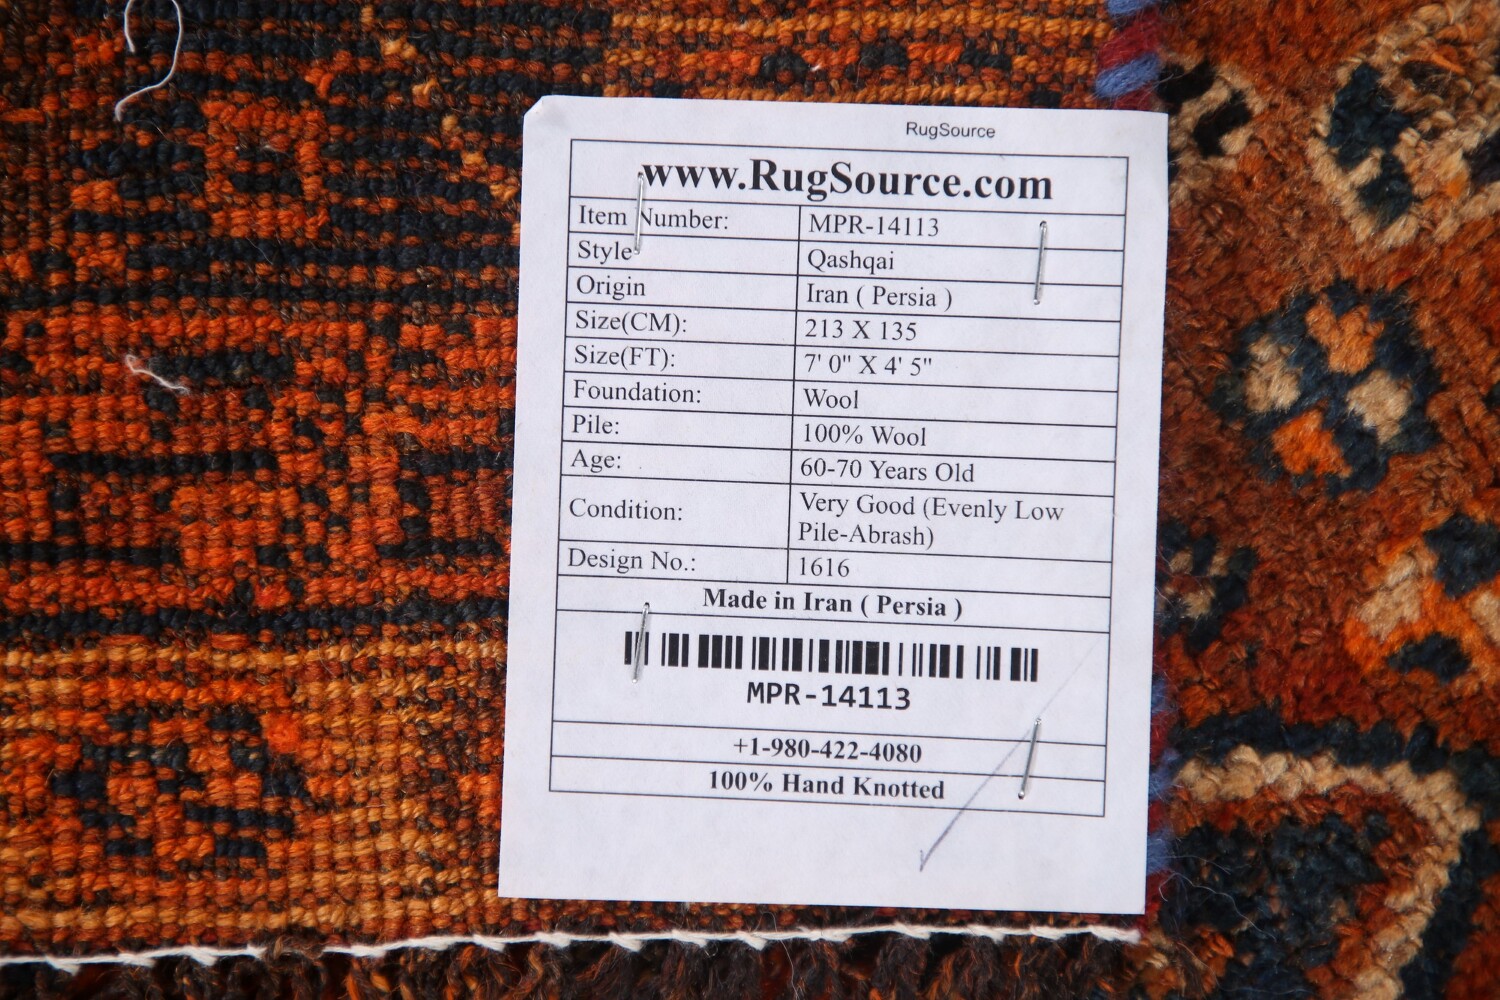 RugSource
www.RugSource.com
Item Number: MPR-14113
Style Qashqai
Origin Iran ( Persia )
Size(CM): 213 X 135
Size(FT): 7' 0" X 4' 5"
Foundation: Wool
Pile: 100% Wool
Age: 60-70 Years Old
Condition: Very Good (Evenly Low
Pile-Abrash)
Design No.: 1616
Made in Iran ( Persia )
MPR-14113
+1-980-422-4080
100% Hand Knotted